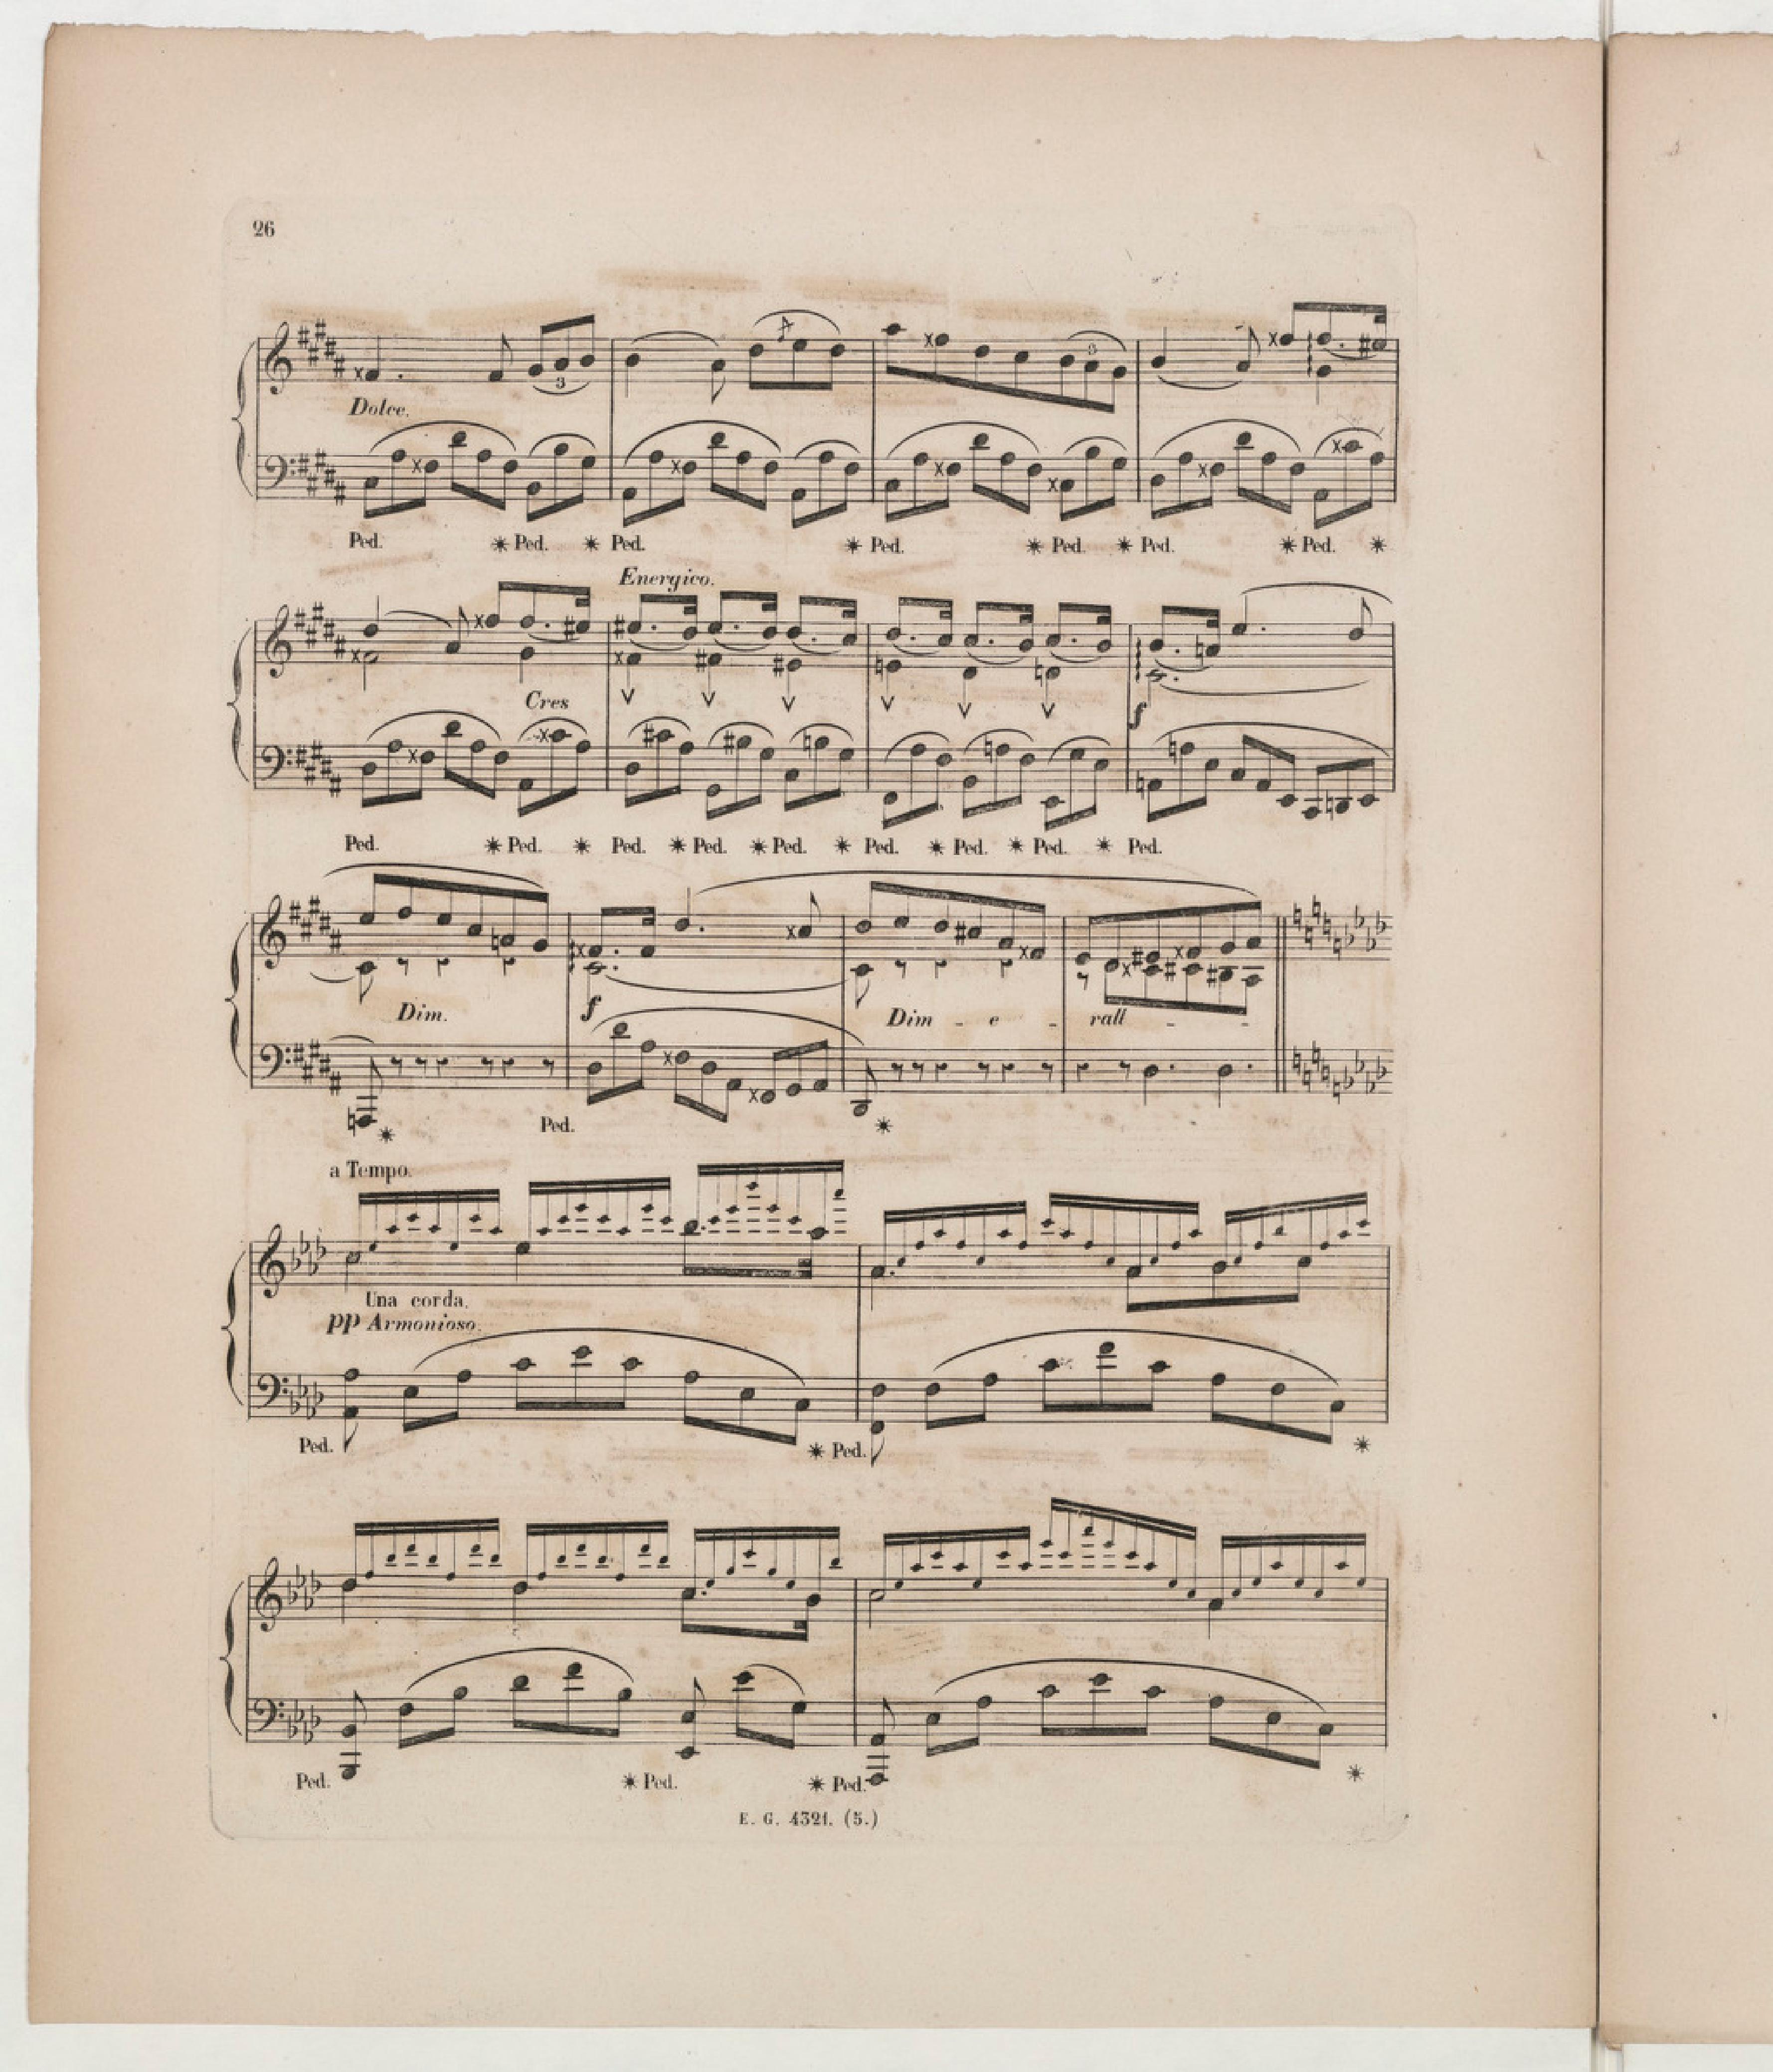 26
3
3
Dolce.
Ped. * Ped. * Ped. * Ped. * Ped. * Ped. * Ped. *
Energico.
Cres
f
Ped. * Ped. * Ped. * Ped. * Ped. * Ped. * Ped. * Ped. * Ped.
Dim. f Dim - e - rall - -
* Ped. *
a Tempo.
Una corda.
pp Armonioso.
Ped. * Ped. *
Ped. * Ped. * Ped. *
E. G. 4321. (5.)